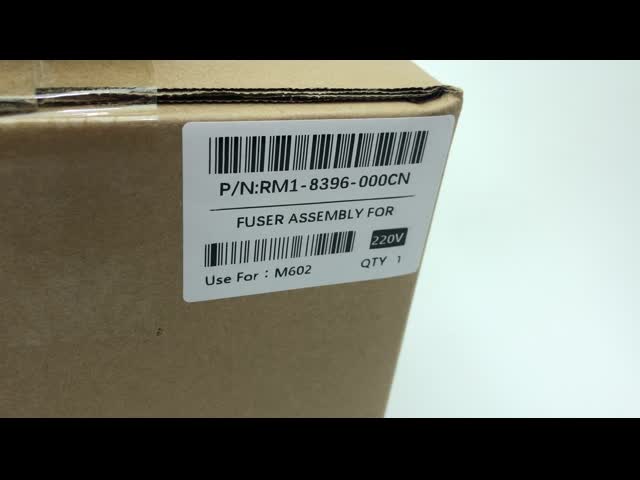 P/N:RM1-8396-000CN
FUSER ASSEMBLY FOR
220V
Use For : M602
QTY 1